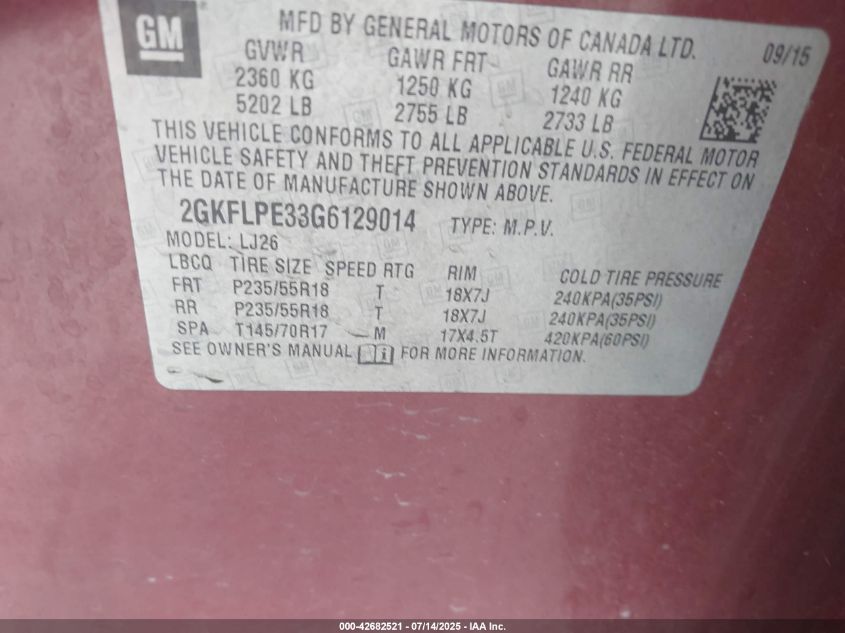 GM
MFD BY GENERAL MOTORS OF CANADA LTD.
09/15
GVWR GAWR FRT GAWR RR
2360 KG 1250 KG 1240 KG
5202 LB 2755 LB 2733 LB
THIS VEHICLE CONFORMS TO ALL APPLICABLE U.S. FEDERAL MOTOR
VEHICLE SAFETY AND THEFT PREVENTION STANDARDS IN EFFECT ON
THE DATE OF MANUFACTURE SHOWN ABOVE.
2GKFLPE33G6129014 TYPE: M.P.V.
MODEL: LJ26
LBCQ TIRE SIZE SPEED RTG RIM COLD TIRE PRESSURE
FRT P235/55R18 T 18X7J 240KPA(35PSI)
RR P235/55R18 T 18X7J 240KPA(35PSI)
SPA T145/70R17 M 17X4.5T 420KPA(60PSI)
SEE OWNER'S MANUAL i FOR MORE INFORMATION.
000-42682521 - 07/14/2025 - IAA Inc.